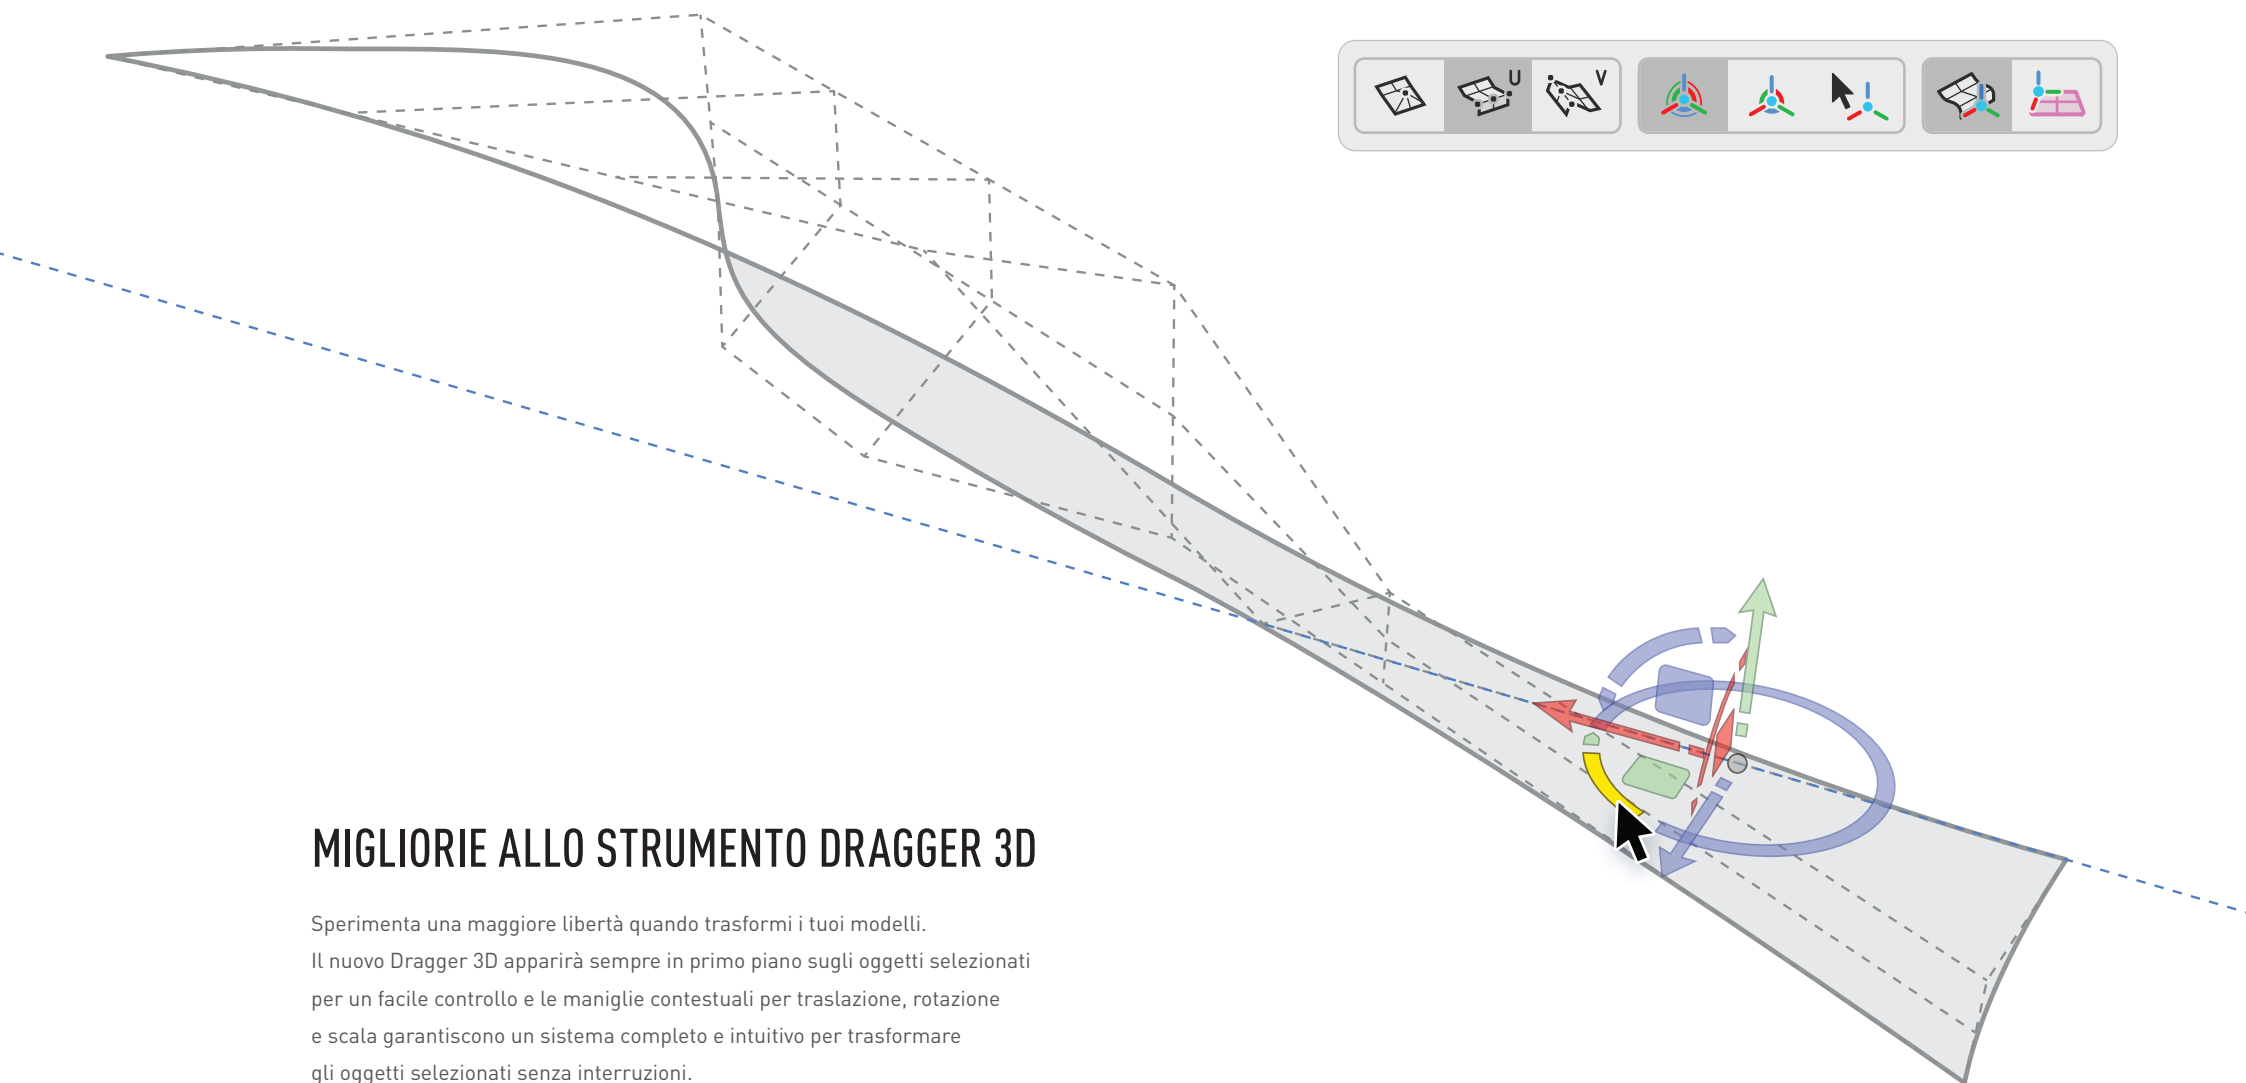 U
V
MIGLIORIE ALLO STRUMENTO DRAGGER 3D
Sperimenta una maggiore libertà quando trasformi i tuoi modelli.
Il nuovo Dragger 3D apparirà sempre in primo piano sugli oggetti selezionati
per un facile controllo e le maniglie contestuali per traslazione, rotazione
e scala garantiscono un sistema completo e intuitivo per trasformare
gli oggetti selezionati senza interruzioni.